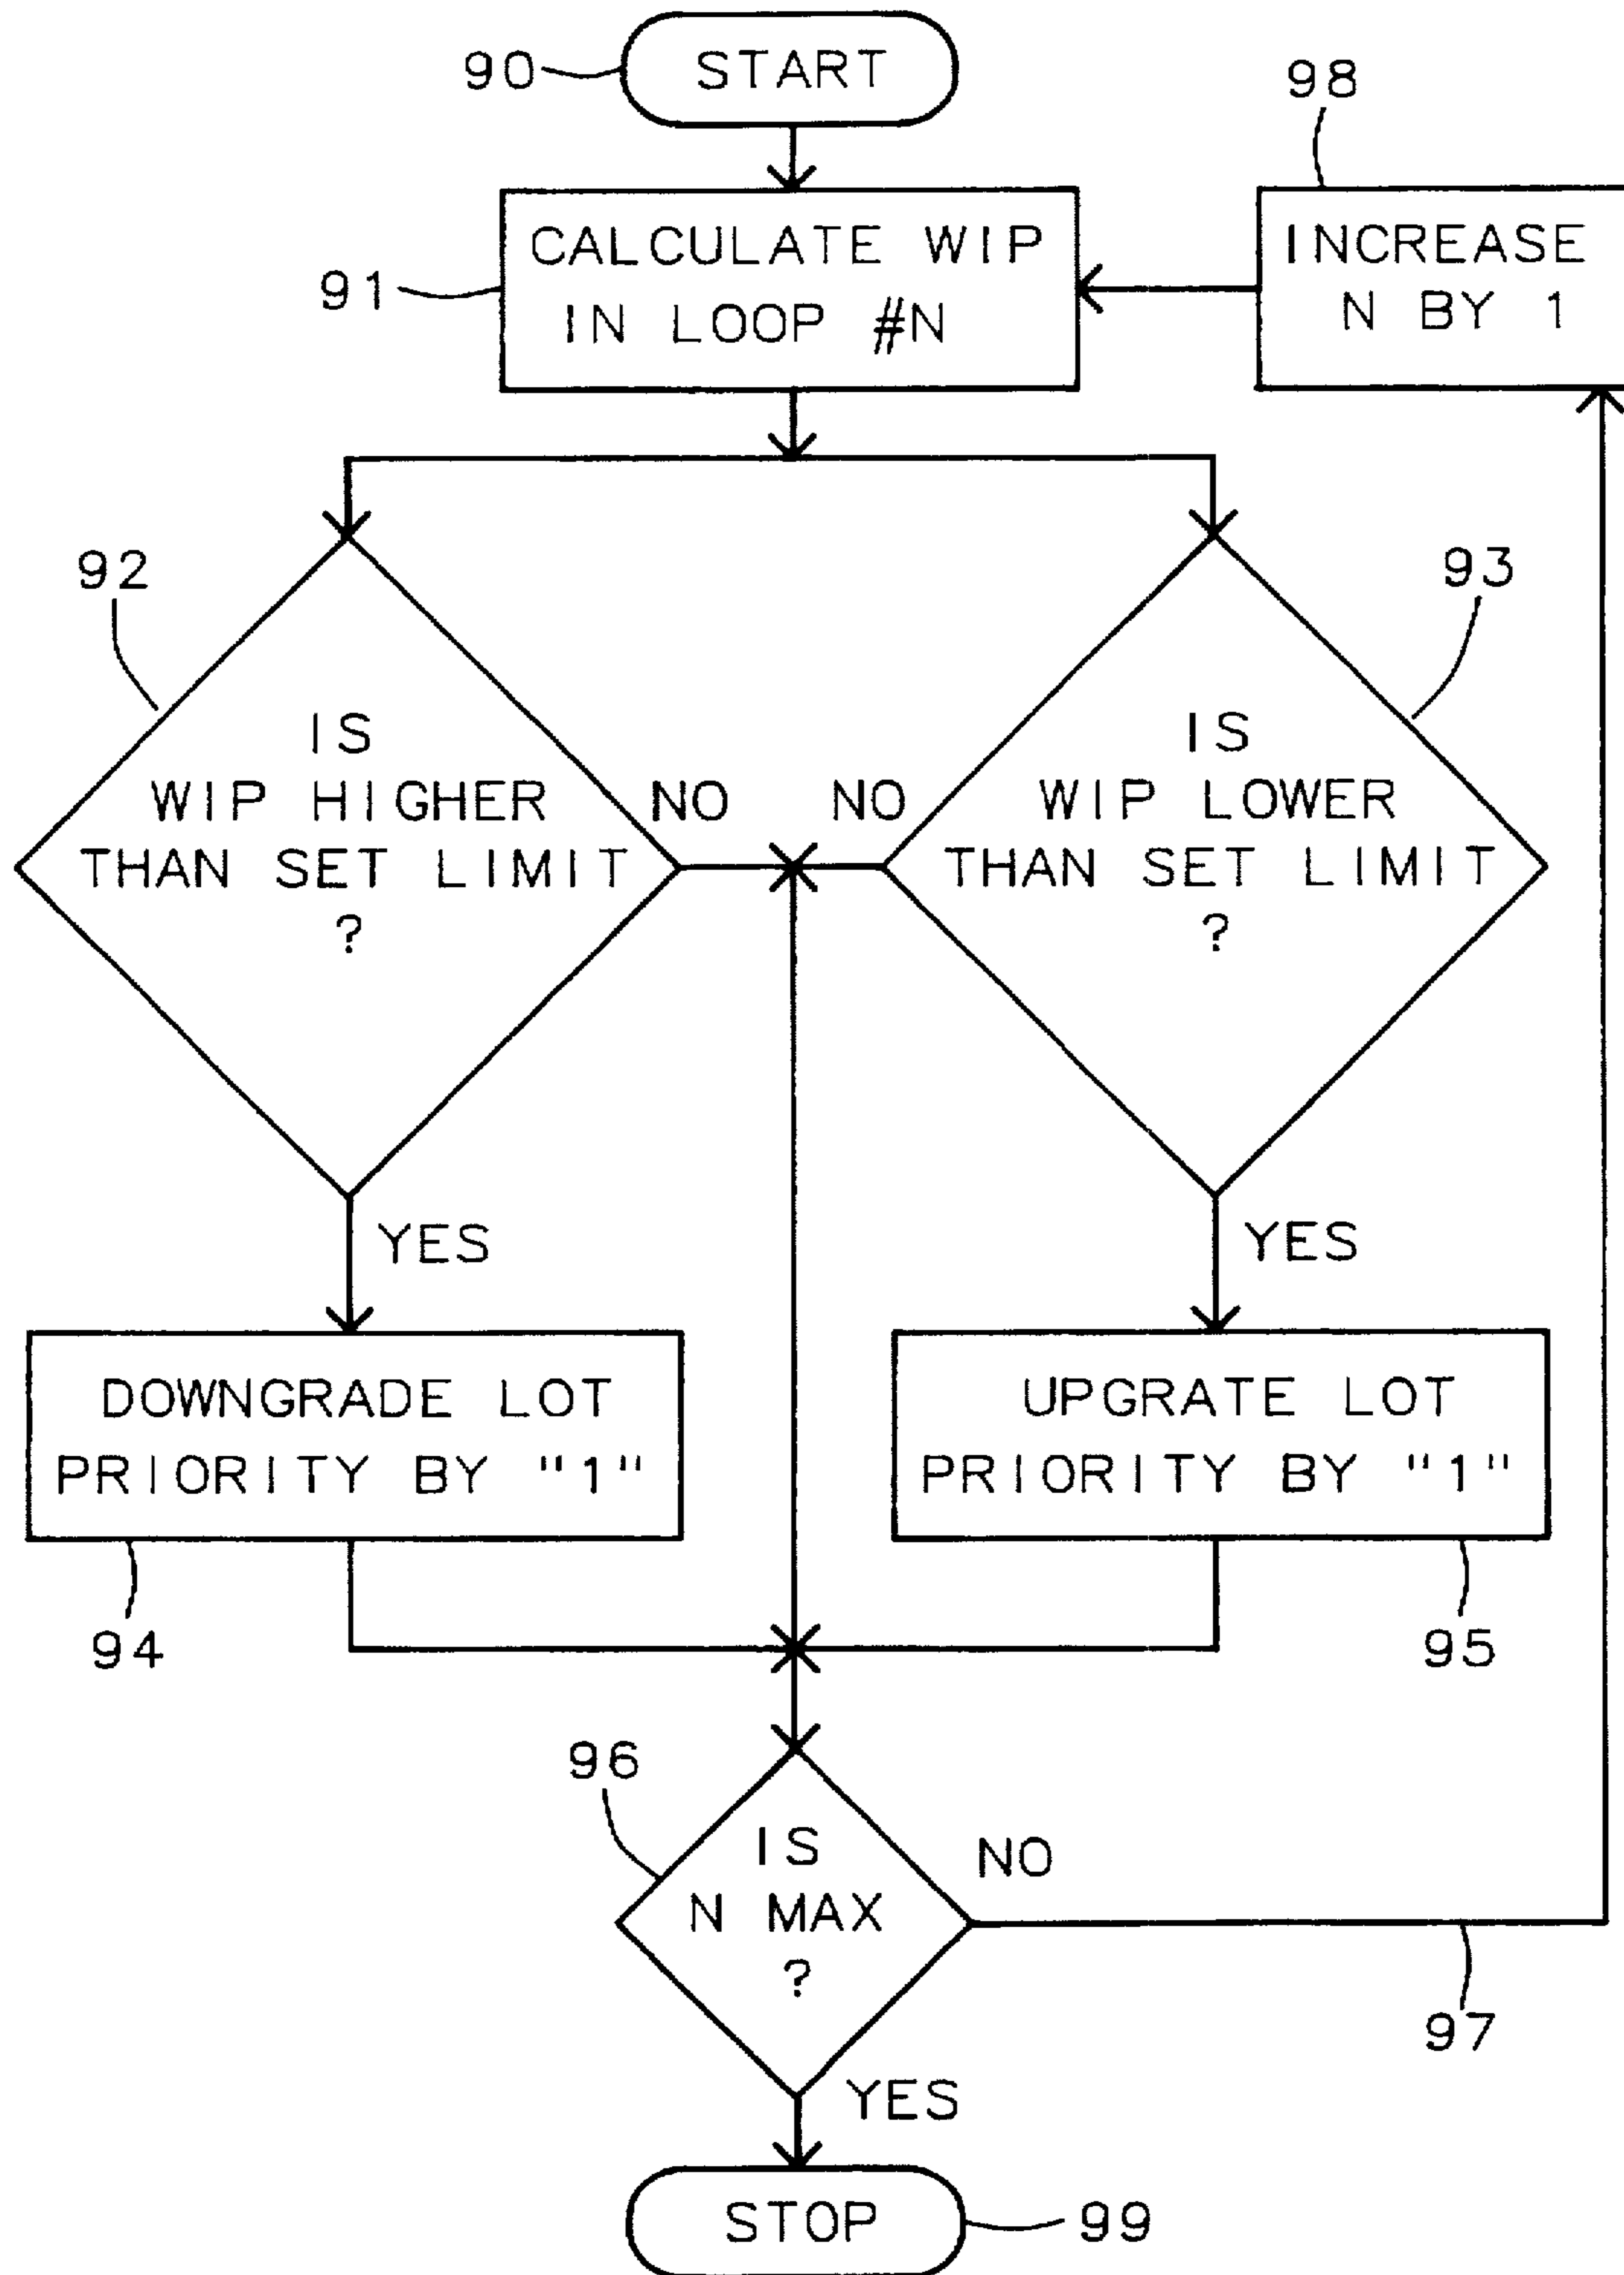 START
90
98
CALCULATE WIP
IN LOOP #N
91
INCREASE
N BY 1
92
93
IS
WIP HIGHER
THAN SET LIMIT
?
NO
NO
IS
WIP LOWER
THAN SET LIMIT
?
YES
YES
DOWNGRADE LOT
PRIORITY BY "1"
UPGRATE LOT
PRIORITY BY "1"
94
95
96
IS
N MAX
?
NO
97
YES
STOP
99